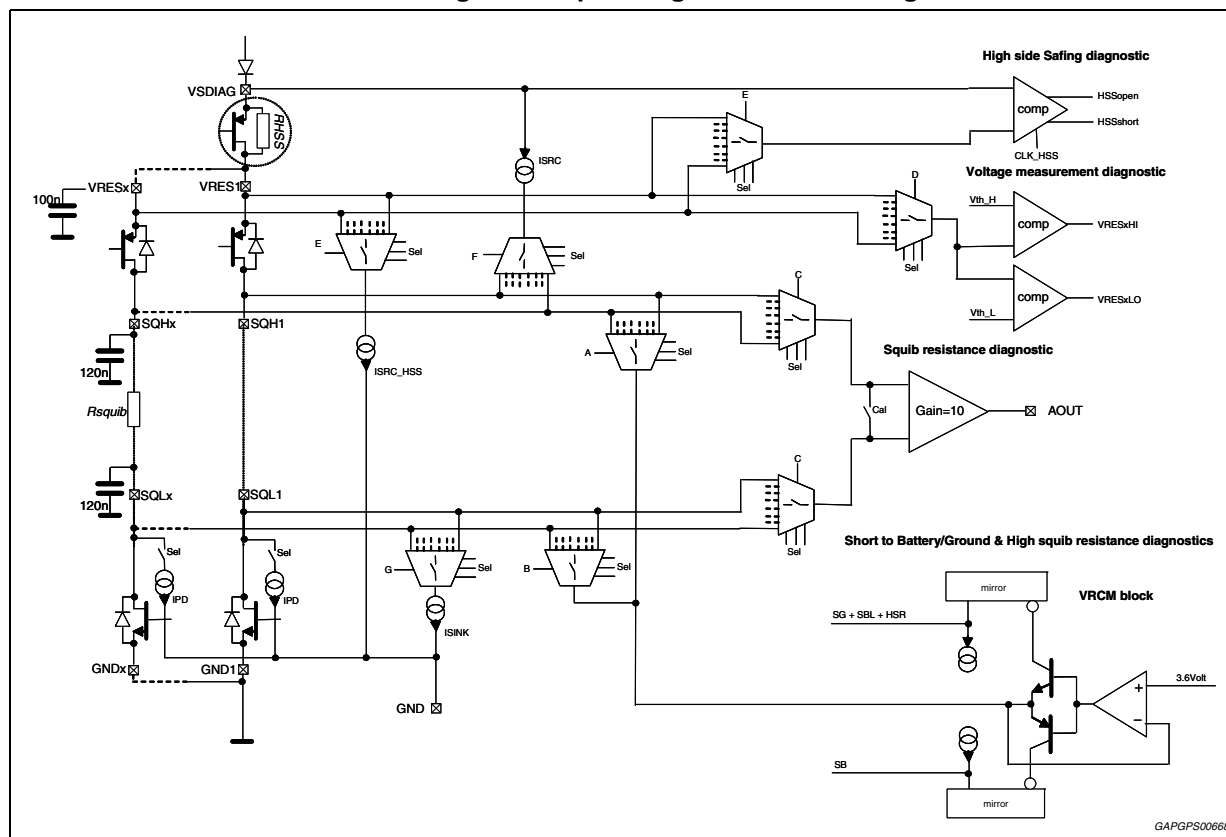 High side Safing diagnostic
VSDIAG
RHSS
E
comp
HSSopen
HSSshort
CLK_HSS
Sel
ISRC
VRESx
VRES1
100n
Voltage measurement diagnostic
D
Vth_H
comp
VRESxHI
E
Sel
F
Sel
Sel
comp
VRESxLO
Vth_L
C
SQHx
SQH1
A
Sel
Sel
Squib resistance diagnostic
120n
ISRC_HSS
Rsquib
Cal
Gain=10
AOUT
C
SQLx
SQL1
120n
Sel
Short to Battery/Ground & High squib resistance diagnostics
Sel
Sel
G
Sel
B
Sel
mirror
VRCM block
IPD
IPD
ISINK
SG + SBL + HSR
GNDx
GND1
GND
+
3.6Volt
-
SB
mirror
GAPGPS00668